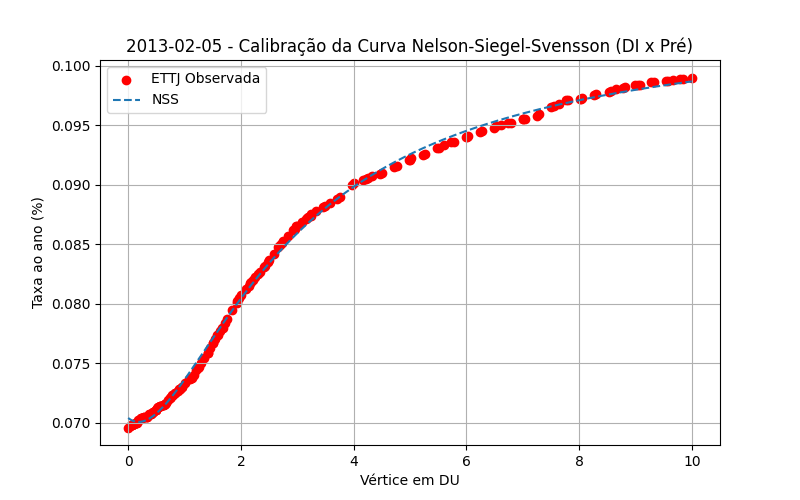 2013-02-05 - Calibração da Curva Nelson-Siegel-Svensson (DI x Pré)
ETTJ Observada
NSS
Taxa ao ano (%)
0.100
0.095
0.090
0.085
0.080
0.075
0.070
0 2 4 6 8 10
Vértice em DU